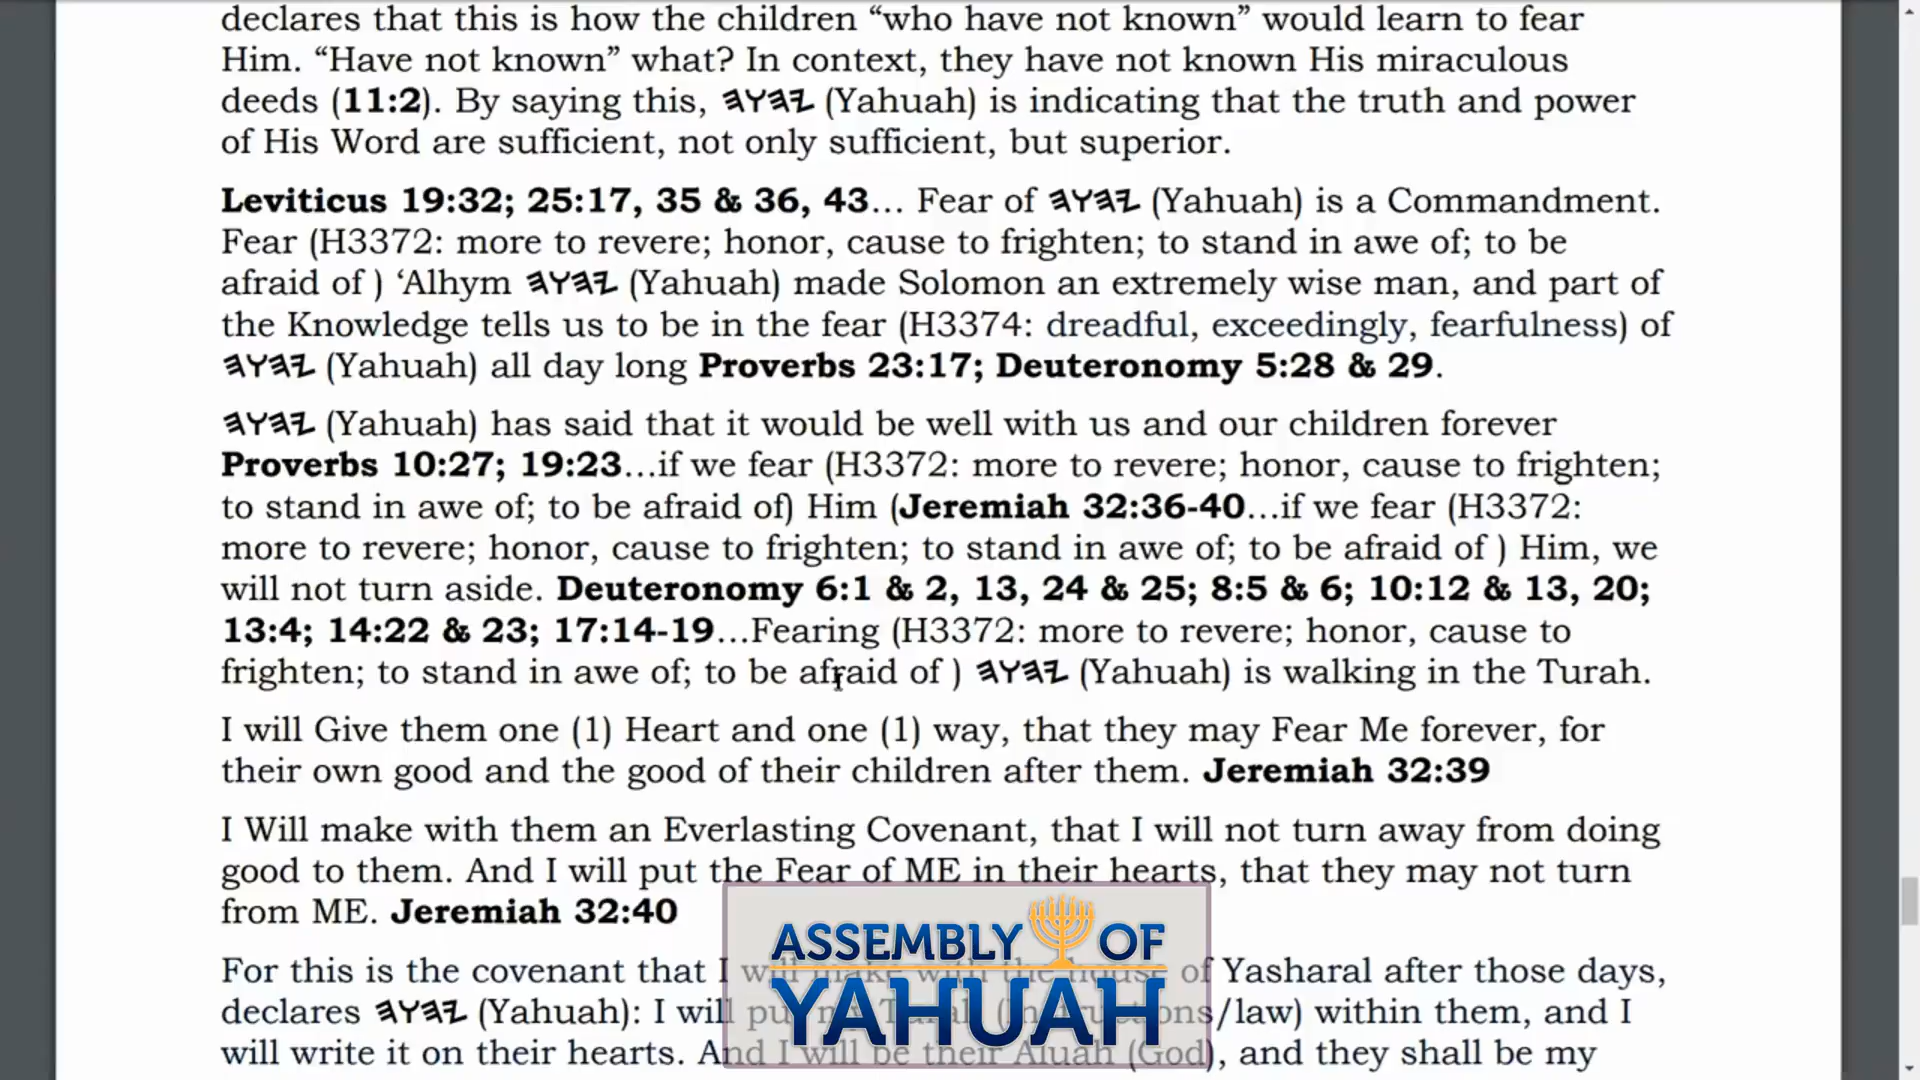 declares that this is how the children “who have not known” would learn to fear
Him. “Have not known” what? In context, they have not known His miraculous
deeds (11:2). By saying this, 𐤉𐤄𐤅𐤄 (Yahuah) is indicating that the truth and power
of His Word are sufficient, not only sufficient, but superior.
Leviticus 19:32; 25:17, 35 & 36, 43… Fear of 𐤉𐤄𐤅𐤄 (Yahuah) is a Commandment.
Fear (H3372: more to revere; honor, cause to frighten; to stand in awe of; to be
afraid of ) ‘Alhym 𐤉𐤄𐤅𐤄 (Yahuah) made Solomon an extremely wise man, and part of
the Knowledge tells us to be in the fear (H3374: dreadful, exceedingly, fearfulness) of
𐤉𐤄𐤅𐤄 (Yahuah) all day long Proverbs 23:17; Deuteronomy 5:28 & 29.
𐤉𐤄𐤅𐤄 (Yahuah) has said that it would be well with us and our children forever
Proverbs 10:27; 19:23…if we fear (H3372: more to revere; honor, cause to frighten;
to stand in awe of; to be afraid of) Him (Jeremiah 32:36-40…if we fear (H3372:
more to revere; honor, cause to frighten; to stand in awe of; to be afraid of ) Him, we
will not turn aside. Deuteronomy 6:1 & 2, 13, 24 & 25; 8:5 & 6; 10:12 & 13, 20;
13:4; 14:22 & 23; 17:14-19…Fearing (H3372: more to revere; honor, cause to
frighten; to stand in awe of; to be afraid of ) 𐤉𐤄𐤅𐤄 (Yahuah) is walking in the Turah.
I will Give them one (1) Heart and one (1) way, that they may Fear Me forever, for
their own good and the good of their children after them. Jeremiah 32:39
I Will make with them an Everlasting Covenant, that I will not turn away from doing
good to them. And I will put the Fear of ME in their hearts, that they may not turn
from ME. Jeremiah 32:40
For this is the covenant that I will make with the house of Yasharal after those days,
declares 𐤉𐤄𐤅𐤄 (Yahuah): I will put my Turah (instructions/law) within them, and I
will write it on their hearts. And I will be their Aluah (God), and they shall be my
ASSEMBLY OF
YAHUAH